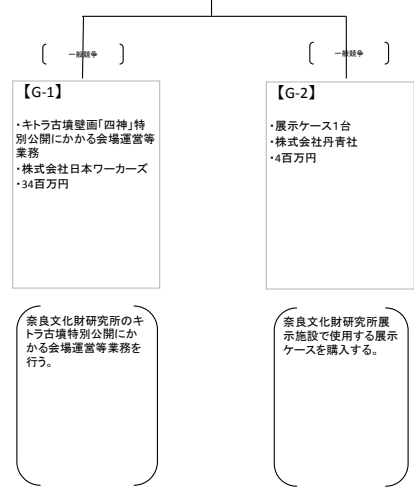 一般競争
一般競争
【G-1】
・キトラ古墳壁画「四神」特
別公開にかかる会場運営等
業務
・株式会社日本ワーカーズ
・34百万円
【G-2】
・展示ケース1台
・株式会社丹青社
・4百万円
奈良文化財研究所のキ
トラ古墳特別公開にか
かる会場運営等業務を
行う。
奈良文化財研究所展
示施設で使用する展示
ケースを購入する。